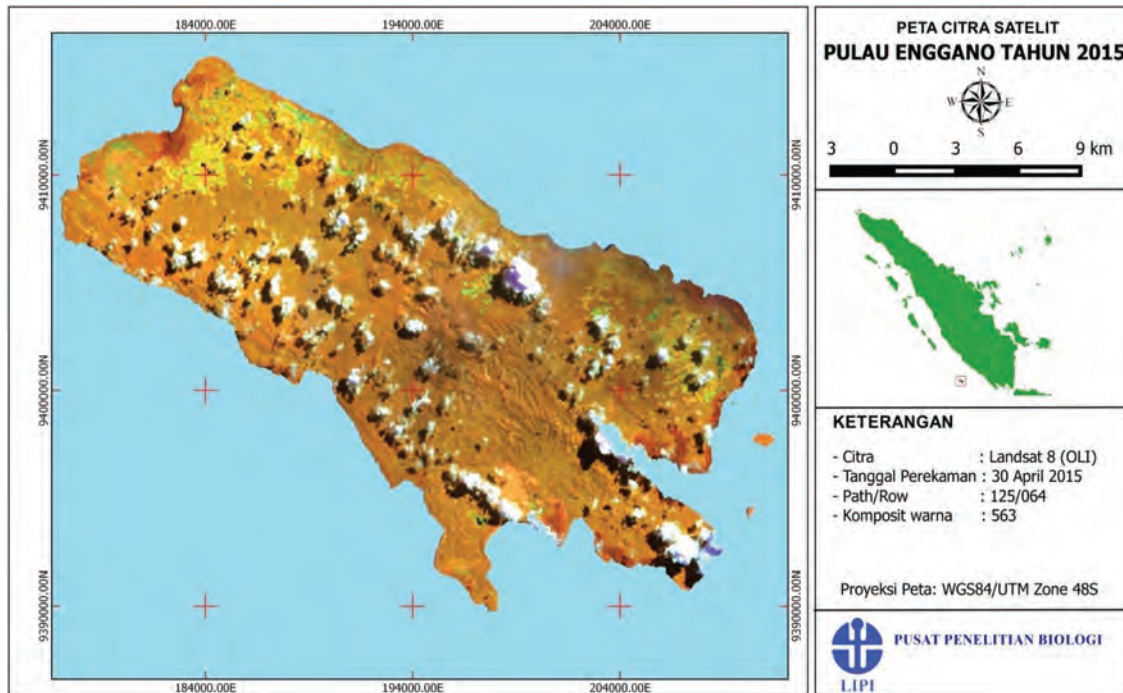 184000.00E 194000.00E 204000.00E
9410000.00N 9410000.00N
9400000.00N 9400000.00N
9390000.00N 9390000.00N
184000.00E 194000.00E 204000.00E
PETA CITRA SATELIT
PULAU ENGGANO TAHUN 2015
N
W E
S
3 0 3 6 9 km
KETERANGAN
- Citra : Landsat 8 (OLI)
- Tanggal Perekaman : 30 April 2015
- Path/Row : 125/064
- Komposit warna : 563
Proyeksi Peta: WGS84/UTM Zone 48S
PUSAT PENELITIAN BIOLOGI
LIPI